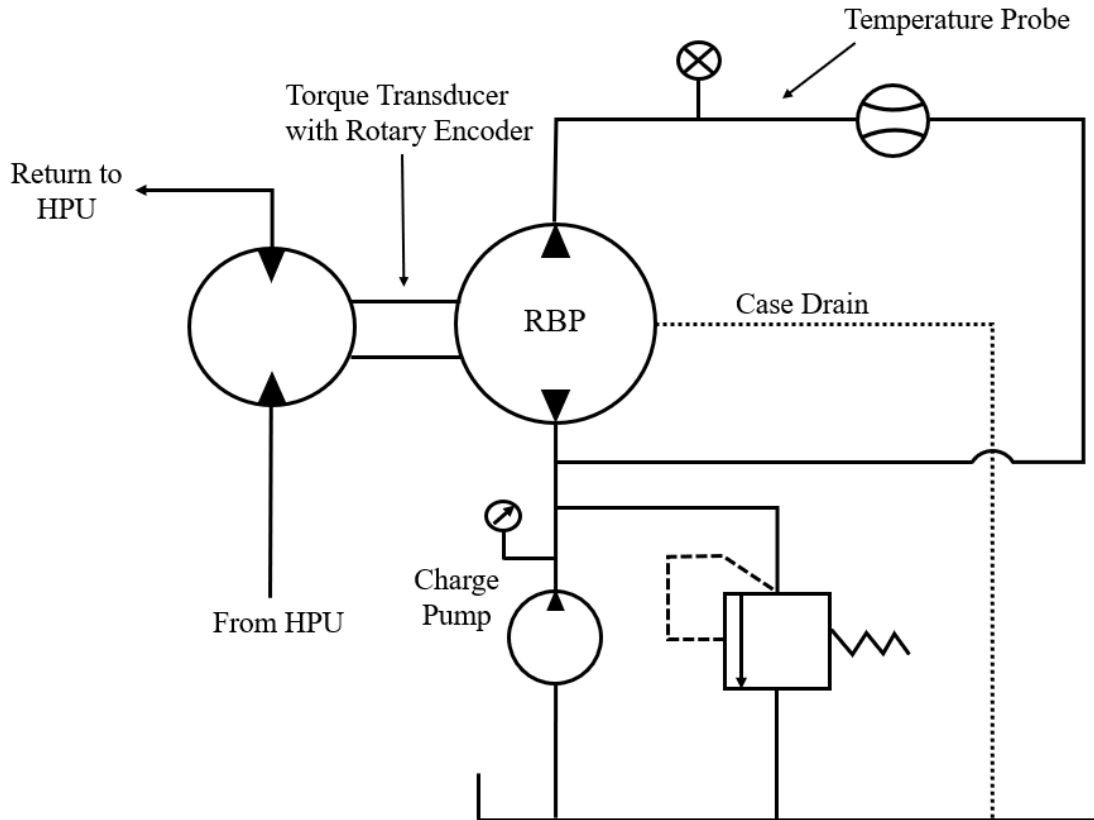 Temperature Probe
Torque Transducer
with Rotary Encoder
Return to
HPU
RBP
Case Drain
Charge
Pump
From HPU